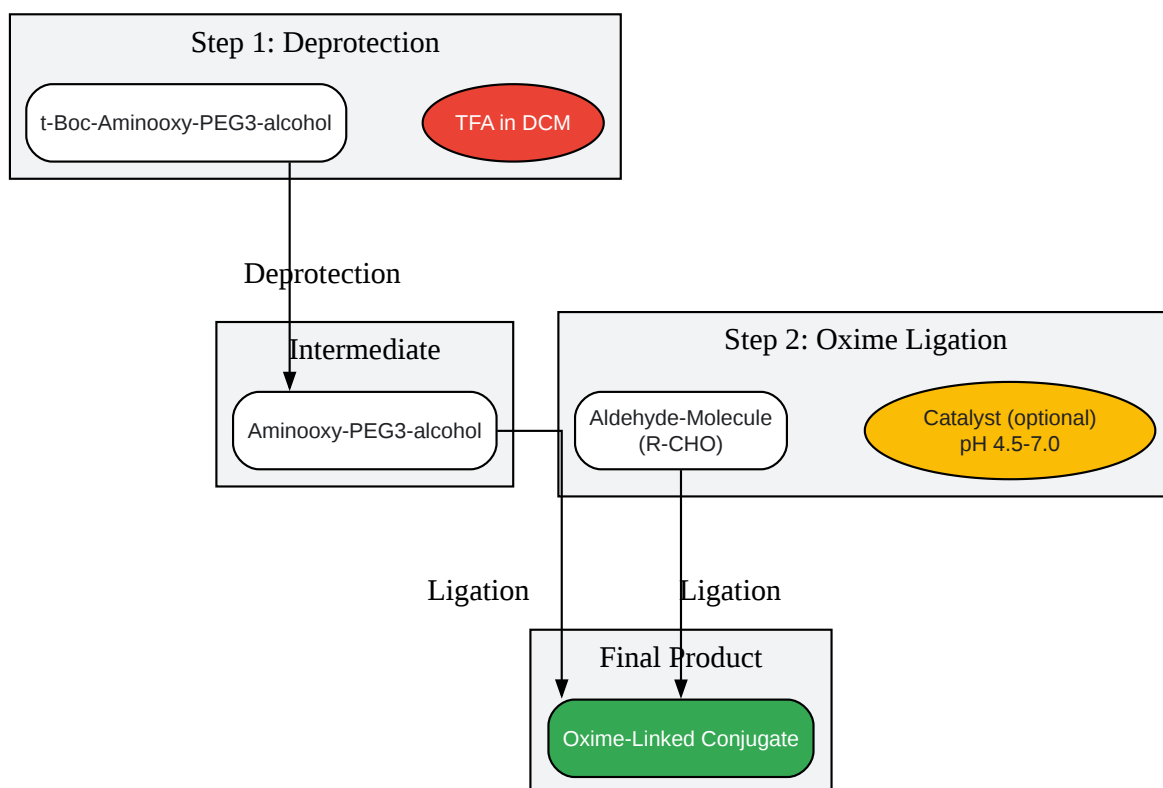 Step 1: Deprotection
t-Boc-Aminooxy-PEG3-alcohol
TFA in DCM
Deprotection
Intermediate
Aminooxy-PEG3-alcohol
Step 2: Oxime Ligation
Aldehyde-Molecule
(R-CHO)
Catalyst (optional)
pH 4.5-7.0
Ligation
Ligation
Final Product
Oxime-Linked Conjugate